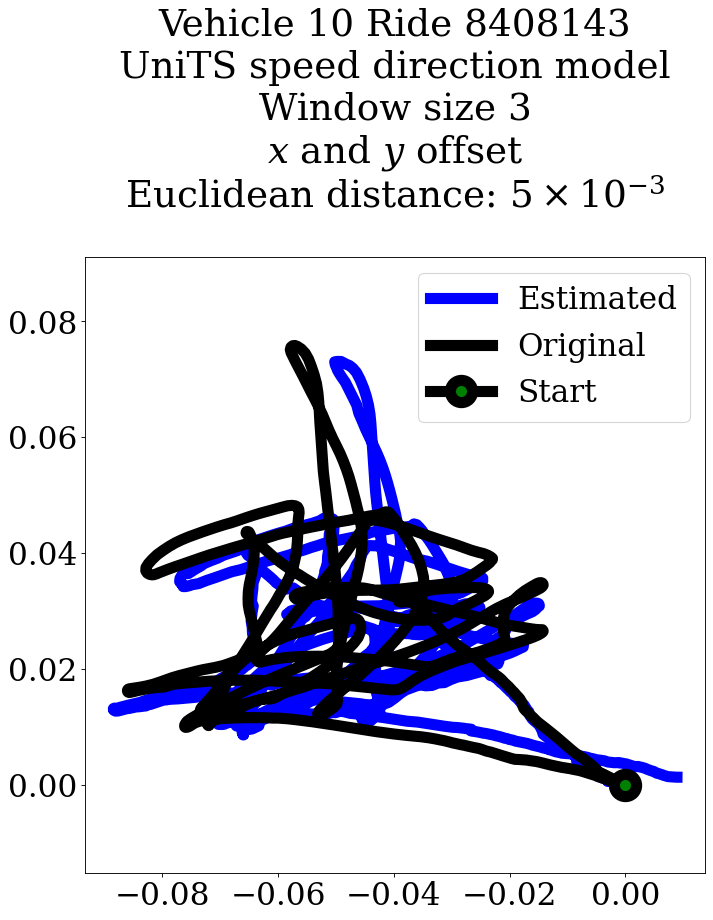 Vehicle 10 Ride 8408143
UniTS speed direction model
Window size 3
x and y offset
Euclidean distance: 5 × 10⁻³
Estimated
Original
Start
0.08
0.06
0.04
0.02
0.00
−0.08 −0.06 −0.04 −0.02 0.00